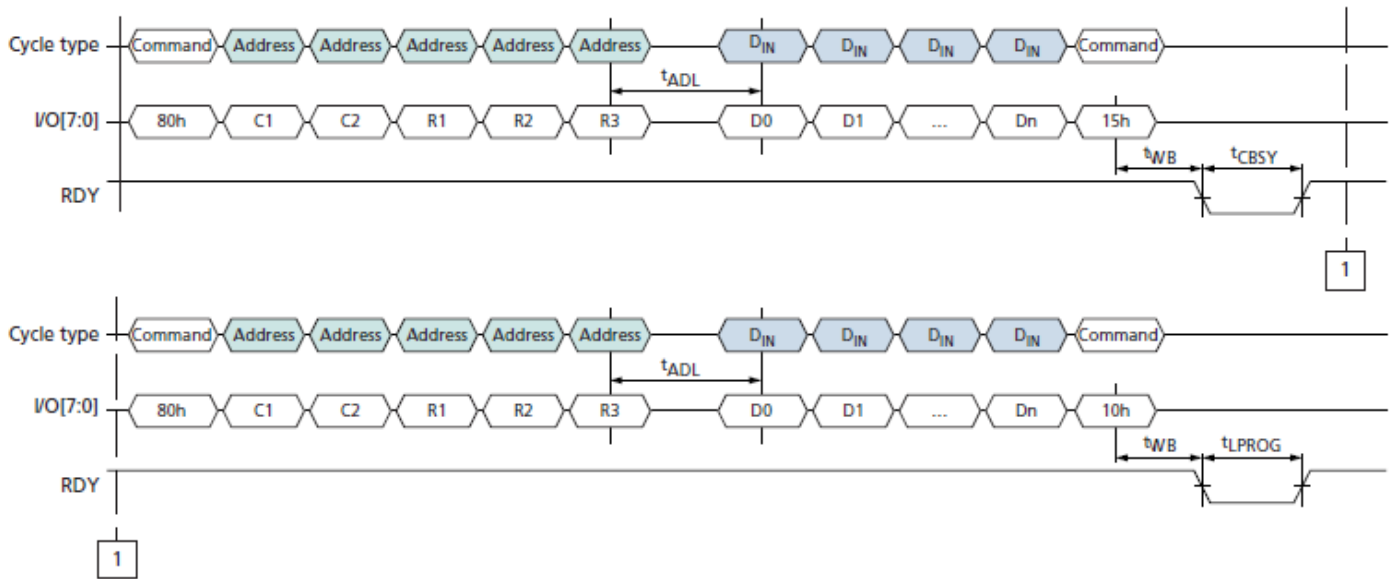 Cycle type Command Address Address Address Address Address DIN DIN DIN DIN Command
tADL
I/O[7:0] 80h C1 C2 R1 R2 R3 D0 D1 ... Dn 15h
tWB tCBSY
RDY
1
Cycle type Command Address Address Address Address Address DIN DIN DIN DIN Command
tADL
I/O[7:0] 80h C1 C2 R1 R2 R3 D0 D1 ... Dn 10h
tWB tLPROG
RDY
1